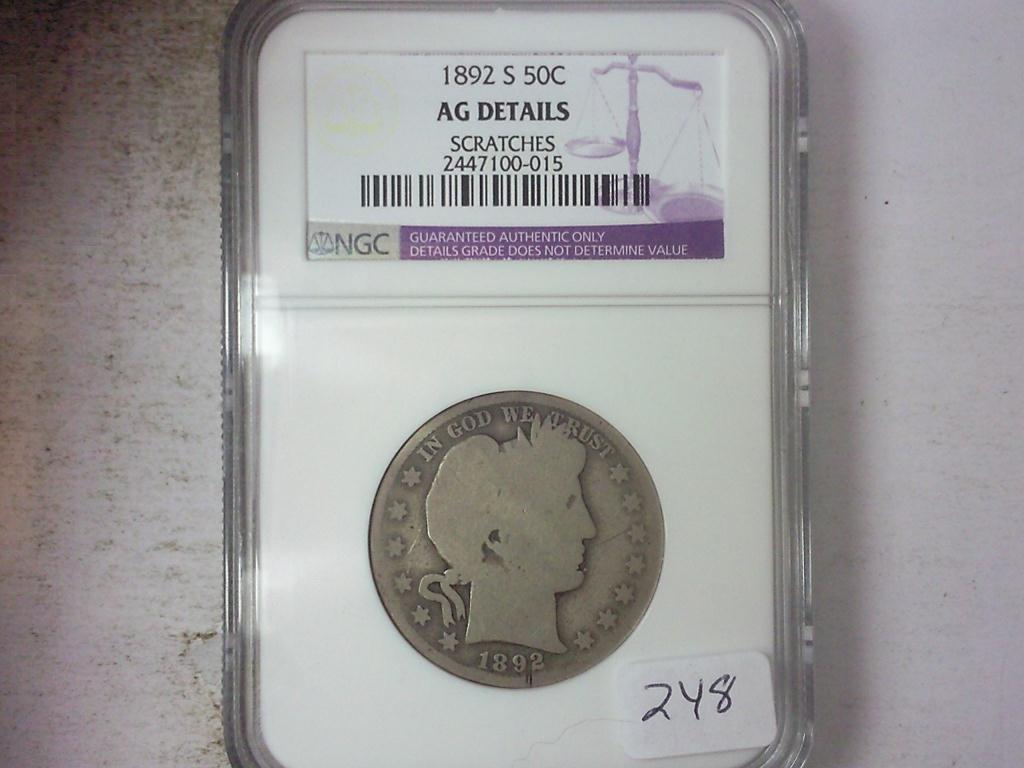 1892 S 50C
AG DETAILS
SCRATCHES
2447100-015
NGC
GUARANTEED AUTHENTIC ONLY
DETAILS GRADE DOES NOT DETERMINE VALUE
IN GOD WE TRUST
1892
248